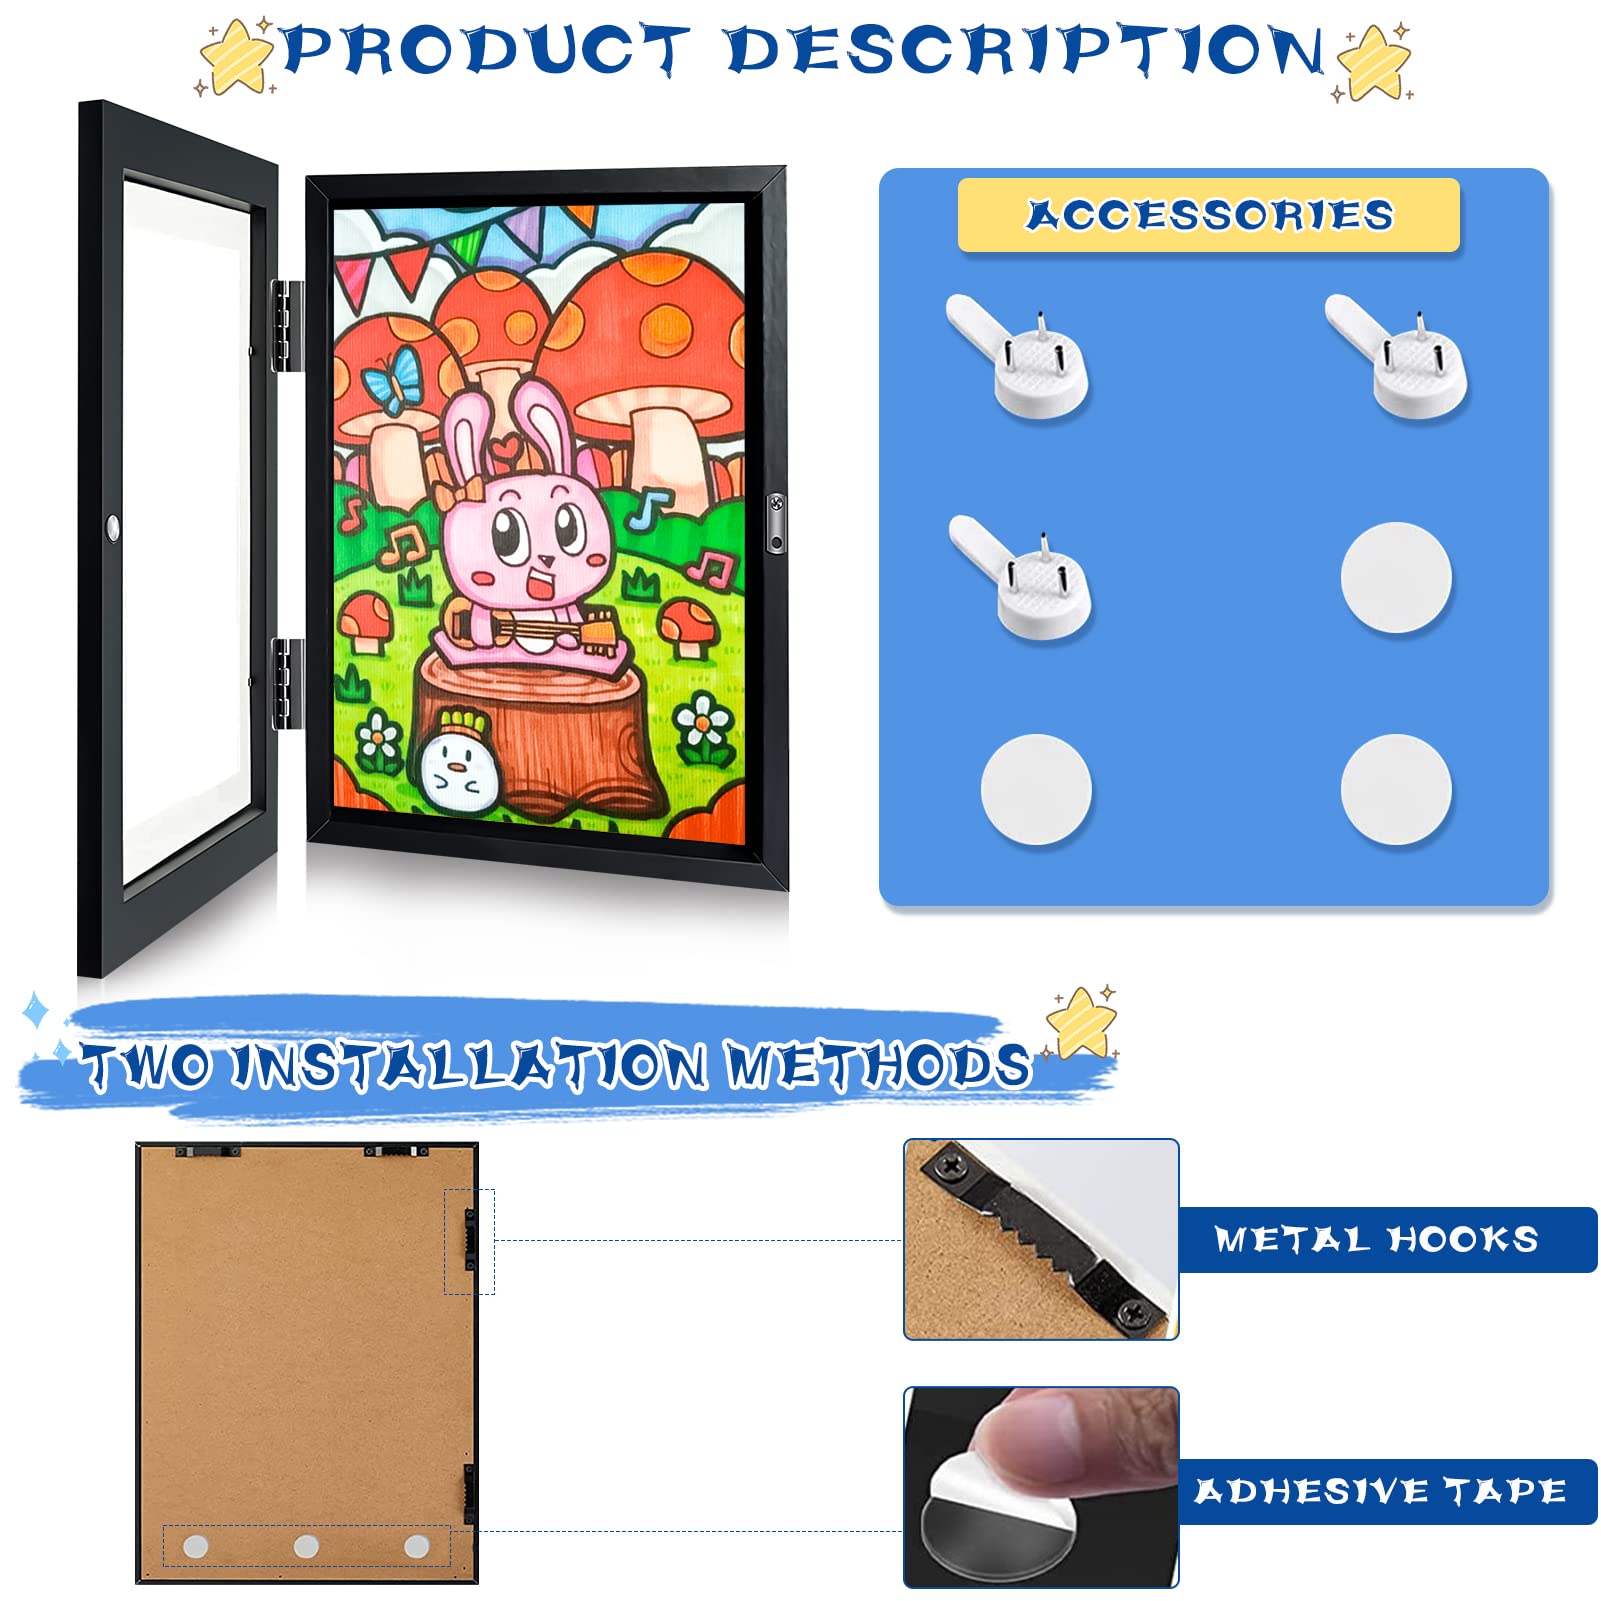 PRODUCT DESCRIPTION
ACCESSORIES
TWO INSTALLATION METHODS
METAL HOOKS
ADHESIVE TAPE